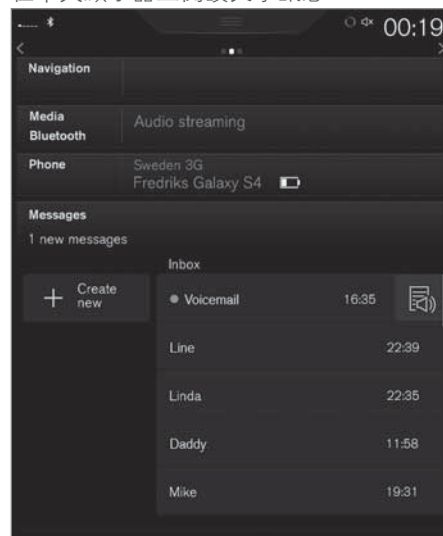 00:19
Navigation
Media
Bluetooth
Audio streaming
Phone
Sweden 3G
Fredriks Galaxy S4
Messages
1 new messages
Inbox
Create
new
Voicemail 16:35
Line 22:39
Linda 22:35
Daddy 11:58
Mike 19:31